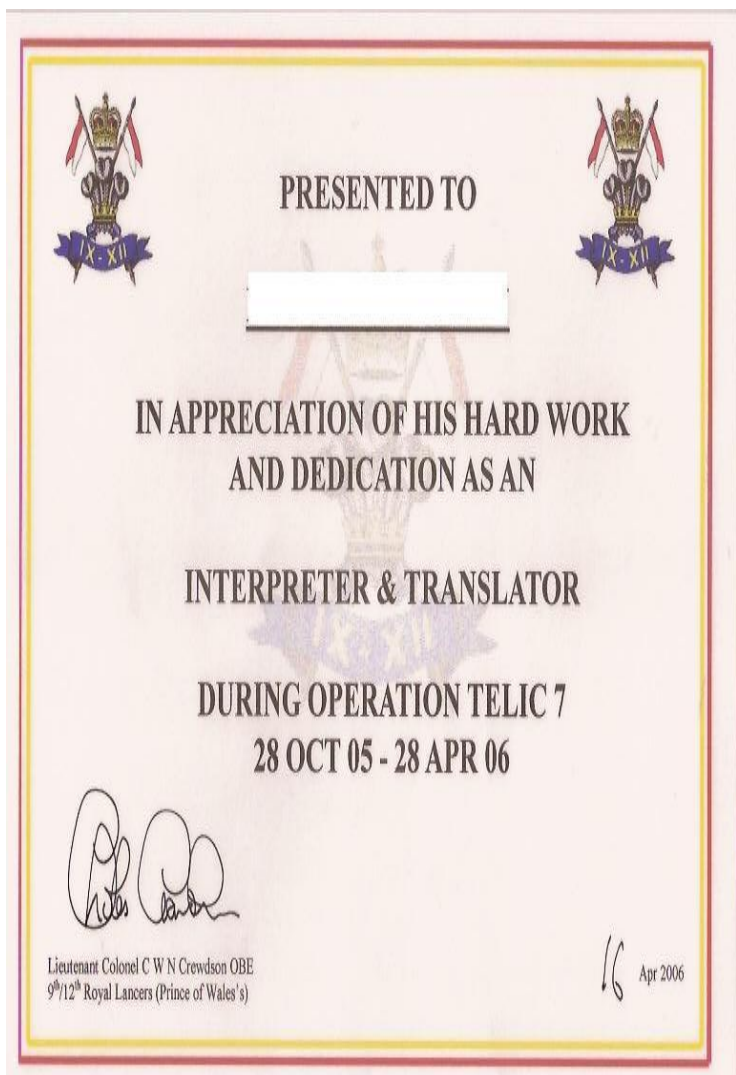 IX-XII
IX-XII
PRESENTED TO
IN APPRECIATION OF HIS HARD WORK
AND DEDICATION AS AN
INTERPRETER & TRANSLATOR
IX-XII
DURING OPERATION TELIC 7
28 OCT 05 - 28 APR 06
Lieutenant Colonel C W N Crewdson OBE
9th/12th Royal Lancers (Prince of Wales's)
16 Apr 2006